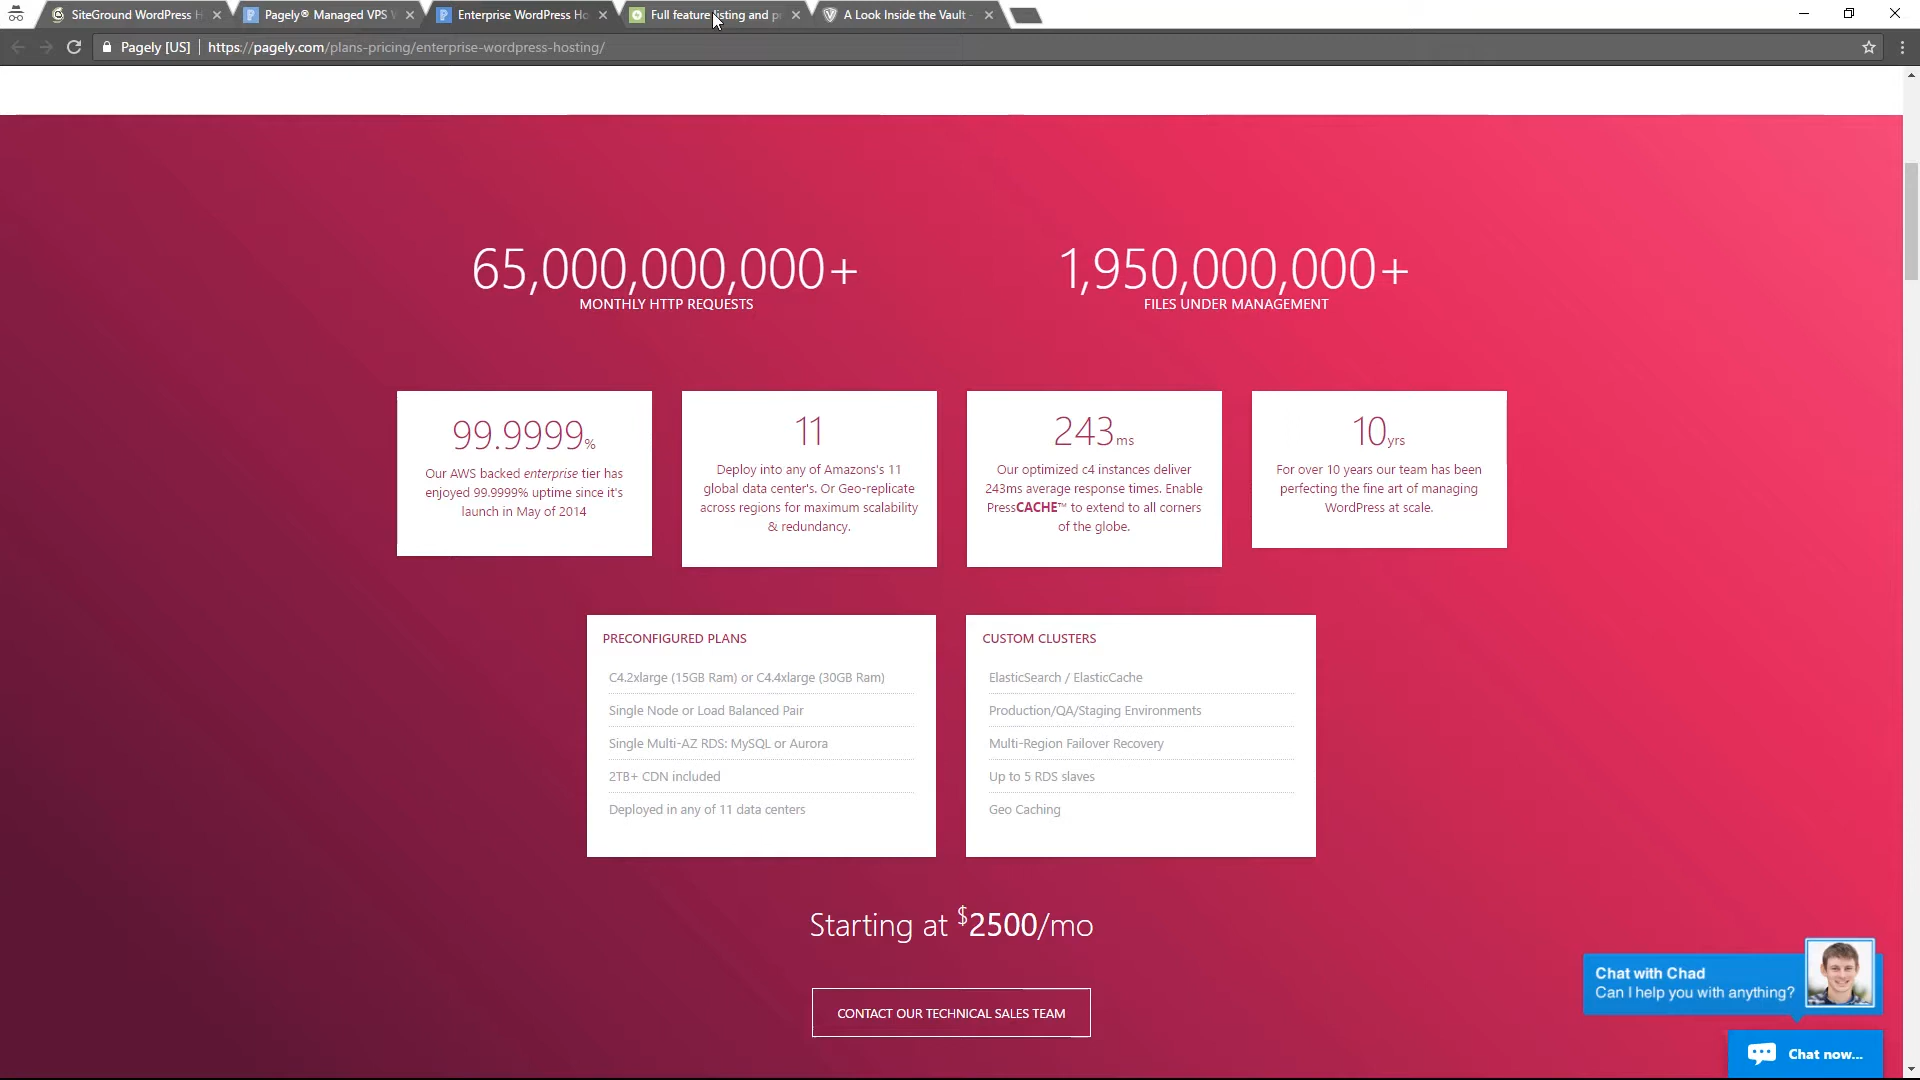 SiteGround WordPress H
Pagely® Managed VPS
Enterprise WordPress Ho
Full feature listing and p
A Look Inside the Vault -
Pagely [US]
https://pagely.com/plans-pricing/enterprise-wordpress-hosting/
65,000,000,000+
MONTHLY HTTP REQUESTS
1,950,000,000+
FILES UNDER MANAGEMENT
99.9999%
Our AWS backed enterprise tier has
enjoyed 99.9999% uptime since it's
launch in May of 2014
11
Deploy into any of Amazons's 11
global data center's. Or Geo-replicate
across regions for maximum scalability
& redundancy.
243ms
Our optimized c4 instances deliver
243ms average response times. Enable
PressCACHE™ to extend to all corners
of the globe.
10yrs
For over 10 years our team has been
perfecting the fine art of managing
WordPress at scale.
PRECONFIGURED PLANS
C4.2xlarge (15GB Ram) or C4.4xlarge (30GB Ram)
Single Node or Load Balanced Pair
Single Multi-AZ RDS: MySQL or Aurora
2TB+ CDN included
Deployed in any of 11 data centers
CUSTOM CLUSTERS
ElasticSearch / ElasticCache
Production/QA/Staging Environments
Multi-Region Failover Recovery
Up to 5 RDS slaves
Geo Caching
Starting at $2500/mo
CONTACT OUR TECHNICAL SALES TEAM
Chat with Chad
Can I help you with anything?
Chat now...